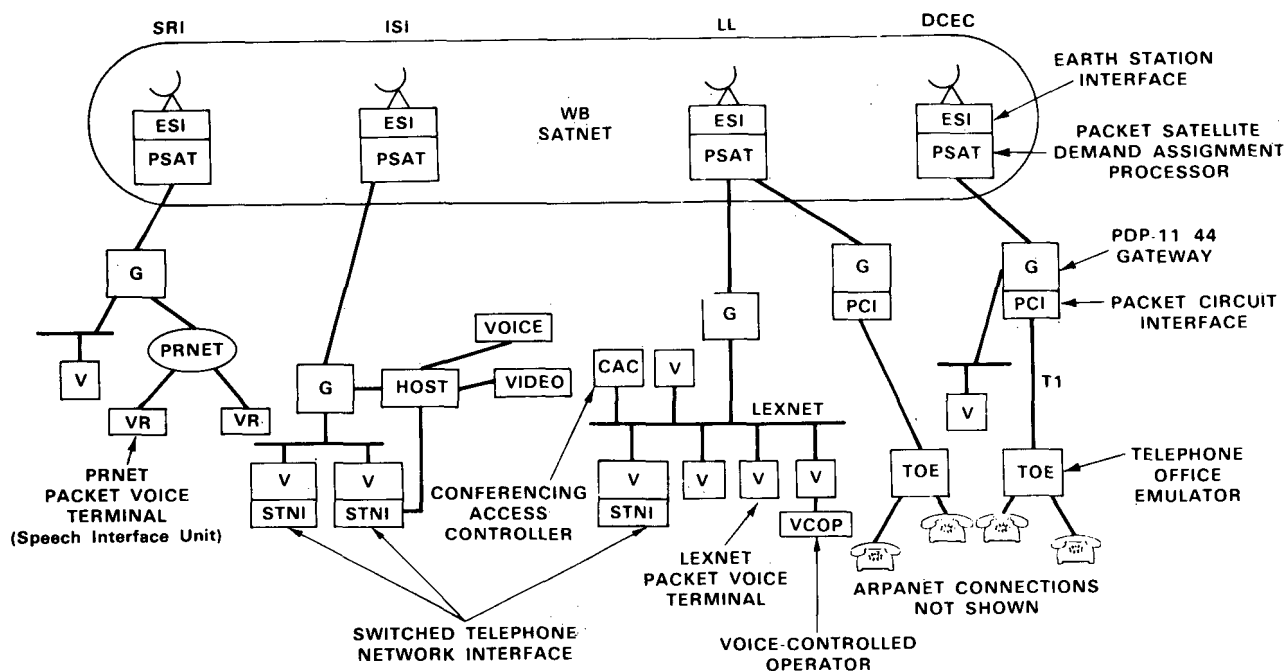 SRI
ISI
LL
DCEC
EARTH STATION
INTERFACE
WB
SATNET
ESI
PSAT
ESI
PSAT
ESI
PSAT
ESI
PSAT
PACKET SATELLITE
DEMAND ASSIGNMENT
PROCESSOR
G
G
PCI
G
PCI
PDP-11 44
GATEWAY
PACKET CIRCUIT
INTERFACE
G
VOICE
PRNET
V
G
HOST
VIDEO
CAC
V
LEXNET
T1
V
VR
VR
PRNET
PACKET VOICE
TERMINAL
(Speech Interface Unit)
V
STNI
V
STNI
CONFERENCING
ACCESS
CONTROLLER
V
STNI
V
V
V
VCOP
TOE
TOE
TELEPHONE
OFFICE
EMULATOR
LEXNET
PACKET VOICE
TERMINAL
ARPANET CONNECTIONS
NOT SHOWN
SWITCHED TELEPHONE
NETWORK INTERFACE
VOICE-CONTROLLED
OPERATOR